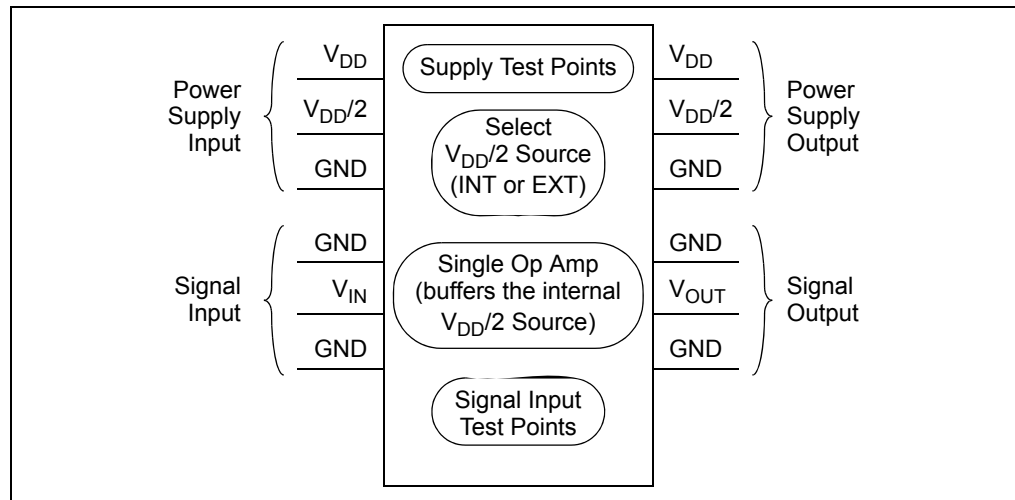 Power
Supply
Input
V_DD
V_DD/2
GND
Signal
Input
GND
V_IN
GND
Supply Test Points
Select
V_DD/2 Source
(INT or EXT)
Single Op Amp
(buffers the internal
V_DD/2 Source)
Signal Input
Test Points
V_DD
V_DD/2
GND
Power
Supply
Output
GND
V_OUT
GND
Signal
Output